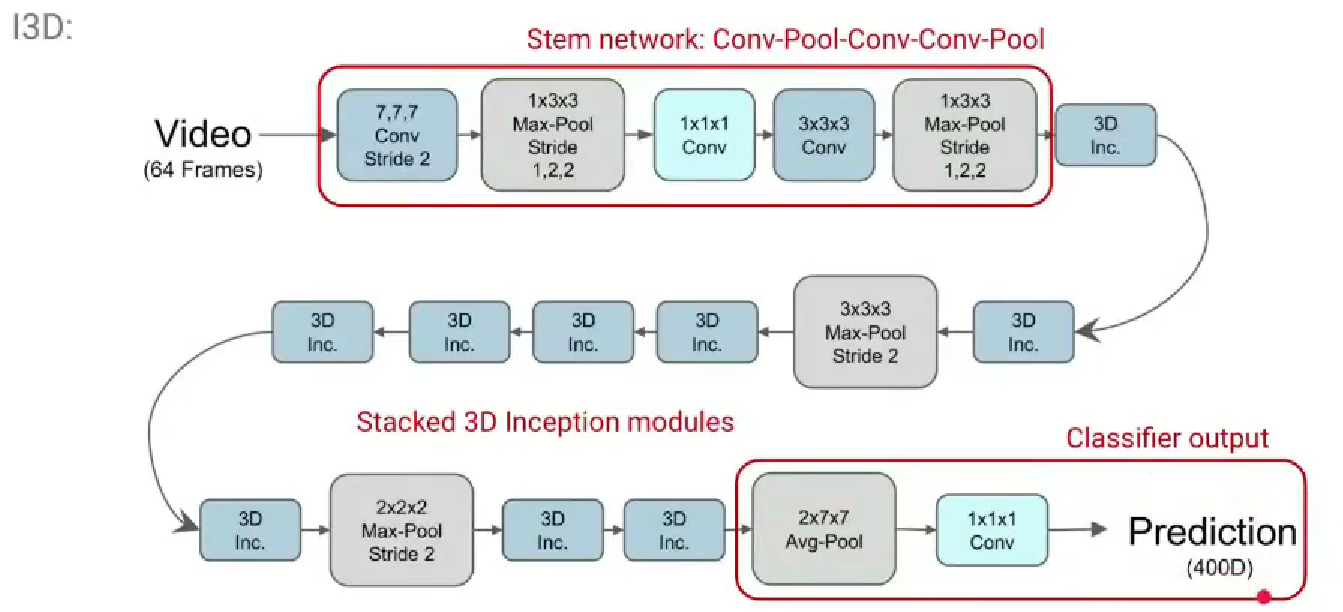 I3D:
Stem network: Conv-Pool-Conv-Conv-Pool
Video
(64 Frames)
7,7,7
Conv
Stride 2
1x3x3
Max-Pool
Stride
1,2,2
1x1x1
Conv
3x3x3
Conv
1x3x3
Max-Pool
Stride
1,2,2
3D
Inc.
3D
Inc.
3x3x3
Max-Pool
Stride 2
3D
Inc.
3D
Inc.
3D
Inc.
3D
Inc.
Stacked 3D Inception modules
Classifier output
3D
Inc.
2x2x2
Max-Pool
Stride 2
3D
Inc.
3D
Inc.
2x7x7
Avg-Pool
1x1x1
Conv
Prediction
(400D)